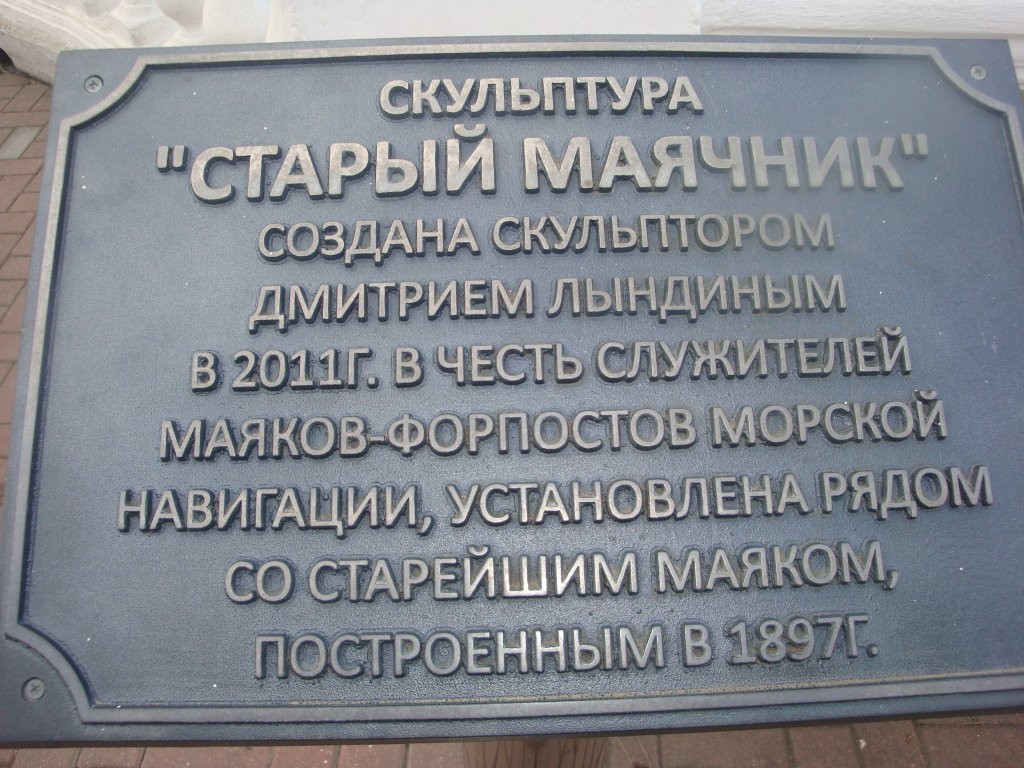 СКУЛЬПТУРА
"СТАРЫЙ МАЯЧНИК"
СОЗДАНА СКУЛЬПТОРОМ
ДМИТРИЕМ ЛЫНДИНЫМ
В 2011Г. В ЧЕСТЬ СЛУЖИТЕЛЕЙ
МАЯКОВ-ФОРПОСТОВ МОРСКОЙ
НАВИГАЦИИ, УСТАНОВЛЕНА РЯДОМ
СО СТАРЕЙШИМ МАЯКОМ,
ПОСТРОЕННЫМ В 1897Г.